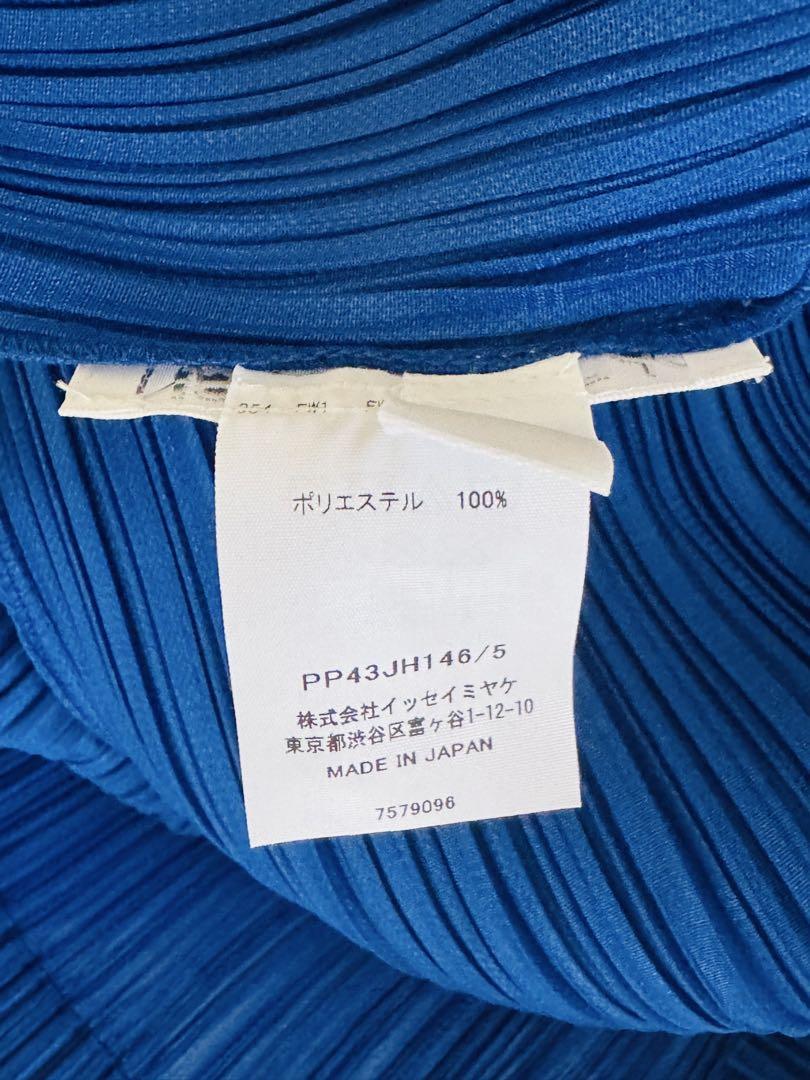 ポリエステル 100%
PP43JH146/5
株式会社イッセイミヤケ
東京都渋谷区富ヶ谷1-12-10
MADE IN JAPAN
7579096